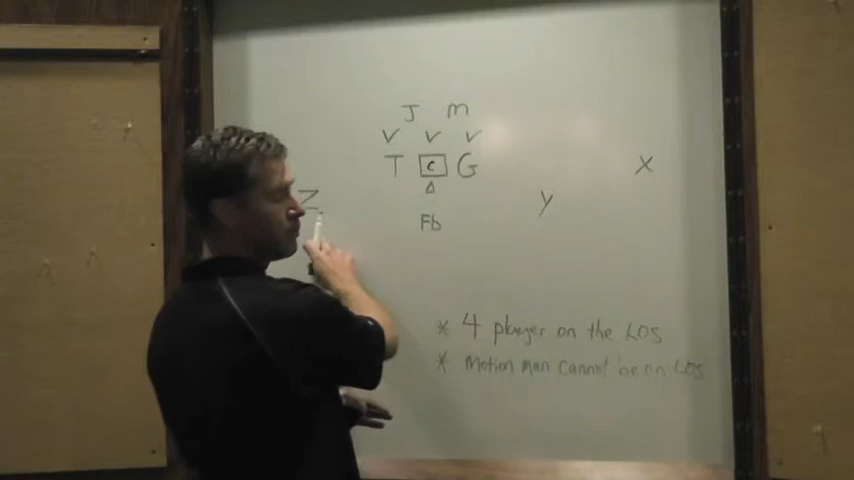 J M
V V V
T C G X
Z Y
Fb
* 4 player on the LOS
* Motion man cannot be on LOS